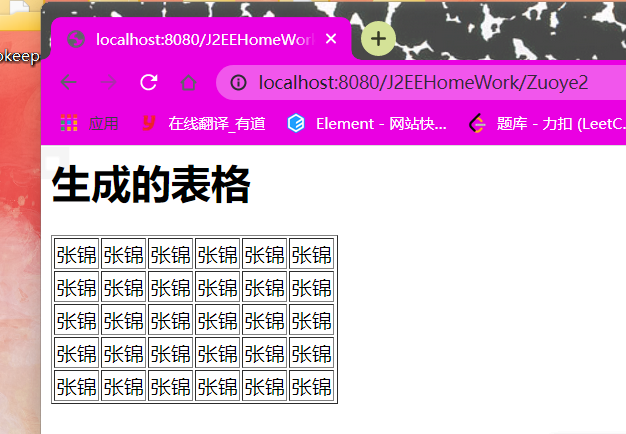 okeep
localhost:8080/J2EEHomeWor
localhost:8080/J2EEHomeWork/Zuoye2
应用 在线翻译_有道 Element - 网站快... 题库 - 力扣 (LeetC...
生成的表格
张锦 张锦 张锦 张锦 张锦 张锦
张锦 张锦 张锦 张锦 张锦 张锦
张锦 张锦 张锦 张锦 张锦 张锦
张锦 张锦 张锦 张锦 张锦 张锦
张锦 张锦 张锦 张锦 张锦 张锦